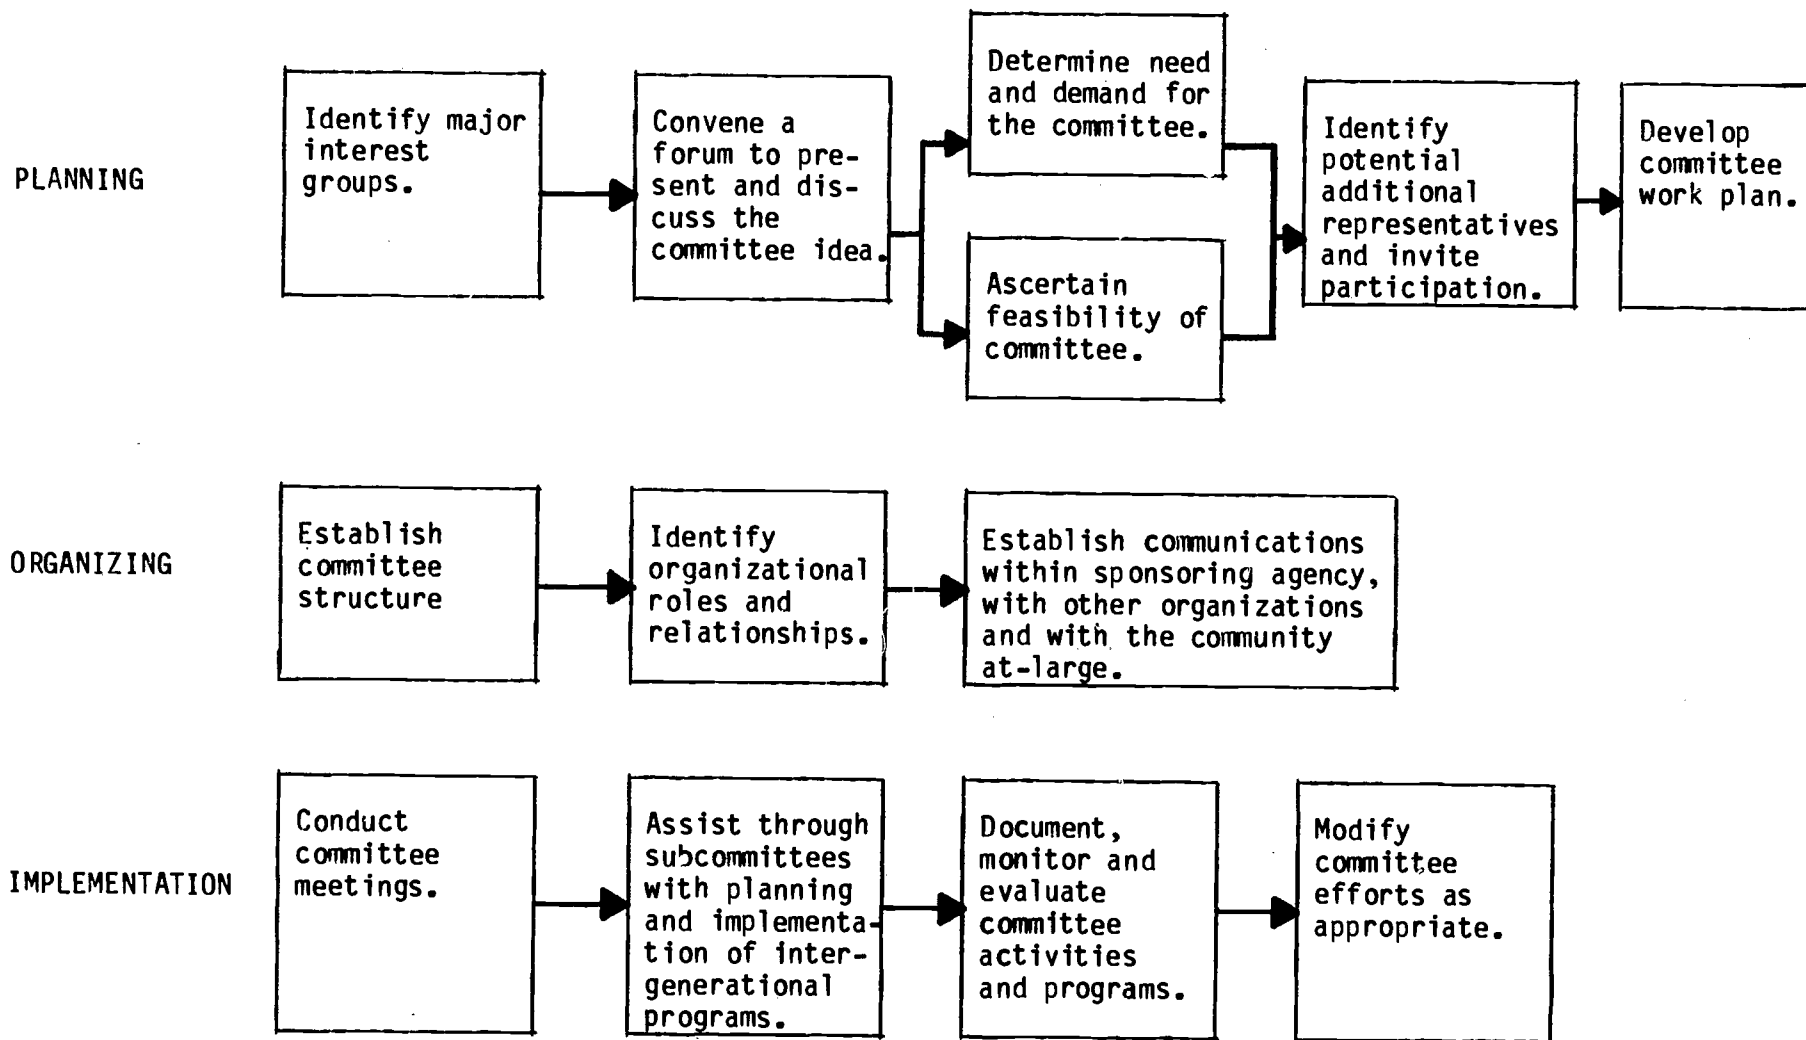 PLANNING
Identify major
interest
groups.
Convene a
forum to pre-
sent and dis-
cuss the
committee idea.
Determine need
and demand for
the committee.
Ascertain
feasibility of
committee.
Identify
potential
additional
representatives
and invite
participation.
Develop
committee
work plan.
ORGANIZING
Establish
committee
structure
Identify
organizational
roles and
relationships.
Establish communications
within sponsoring agency,
with other organizations
and with the community
at-large.
IMPLEMENTATION
Conduct
committee
meetings.
Assist through
subcommittees
with planning
and implementa-
tion of inter-
generational
programs.
Document,
monitor and
evaluate
committee
activities
and programs.
Modify
committee
efforts as
appropriate.